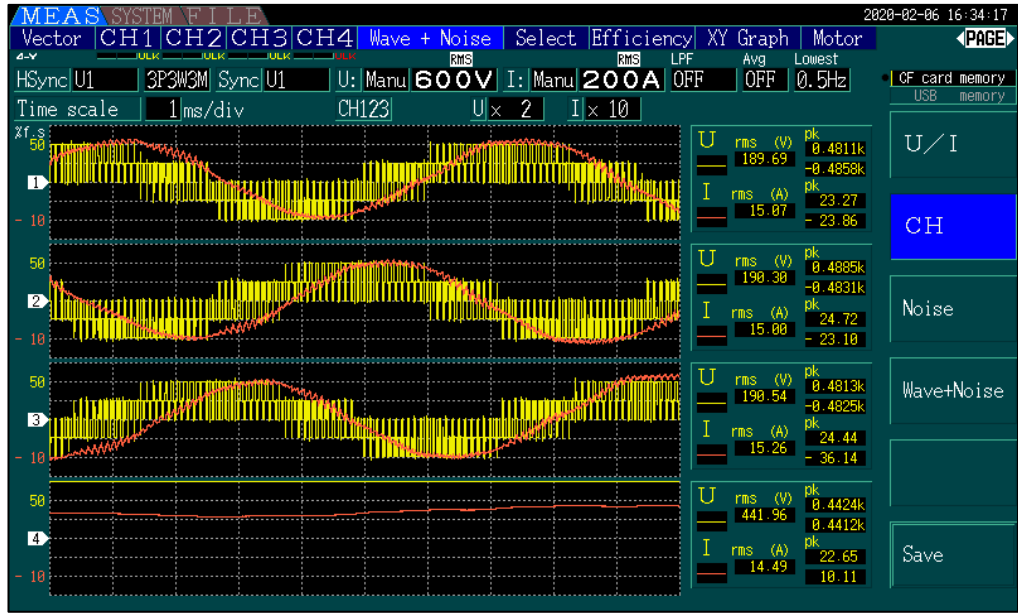 MEAS SYSTEM FILE 2020-02-06 16:34:17
Vector CH1 CH2 CH3 CH4 Wave + Noise Select Efficiency XY Graph Motor PAGE
Δ-Y ULK ULK ULK ULK RMS RMS LPF Avg Lowest
HSync U1 3P3W3M Sync U1 U: Manu 600V I: Manu 200A OFF OFF 0.5Hz CF card memory
USB memory
Time scale 1 ms/div CH123 U × 2 I × 10
%f.s
50
1
- 10
U rms (V) pk
189.69 0.4811k
-0.4858k
I rms (A) pk
15.07 23.27
- 23.86
50
2
- 10
U rms (V) pk
190.30 0.4885k
-0.4831k
I rms (A) pk
15.00 24.72
- 23.10
50
3
- 10
U rms (V) pk
190.54 0.4813k
-0.4825k
I rms (A) pk
15.26 24.44
- 36.14
50
4
- 10
U rms (V) pk
441.96 0.4424k
0.4412k
I rms (A) pk
14.49 22.65
10.11
U/I
CH
Noise
Wave+Noise
Save